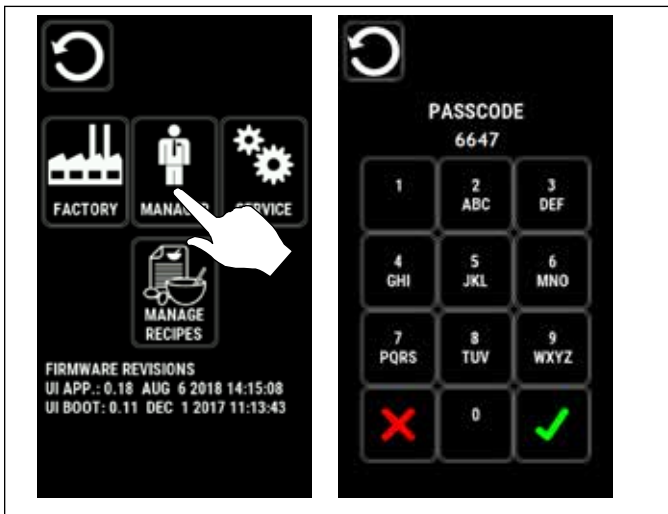 FACTORY
MANAGER
SERVICE
MANAGE
RECIPES
FIRMWARE REVISIONS
UI APP.: 0.18 AUG 6 2018 14:15:08
UI BOOT: 0.11 DEC 1 2017 11:13:43
PASSCODE
6647
1
2
ABC
3
DEF
4
GHI
5
JKL
6
MNO
7
PQRS
8
TUV
9
WXYZ
0